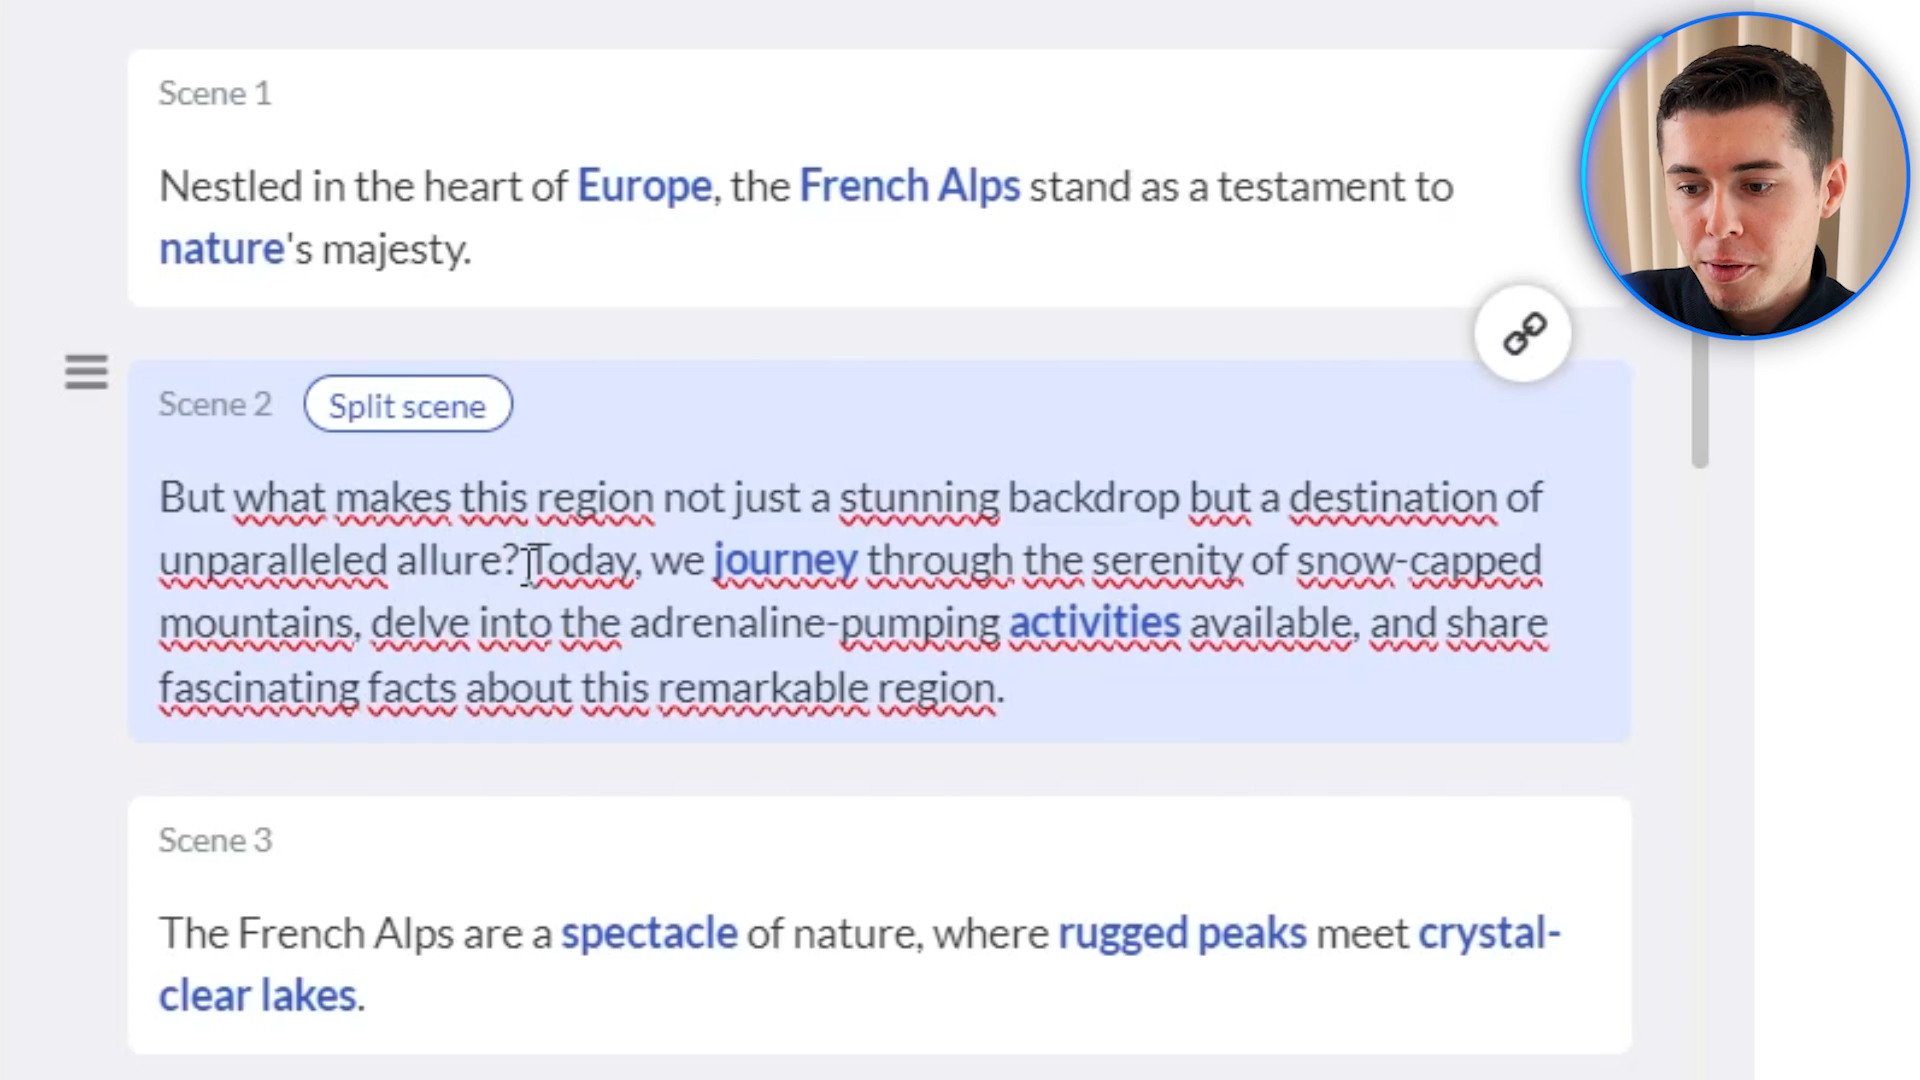 Scene 1
Nestled in the heart of Europe, the French Alps stand as a testament to
nature's majesty.
Scene 2 Split scene
But what makes this region not just a stunning backdrop but a destination of
unparalleled allure? Today, we journey through the serenity of snow-capped
mountains, delve into the adrenaline-pumping activities available, and share
fascinating facts about this remarkable region.
Scene 3
The French Alps are a spectacle of nature, where rugged peaks meet crystal-
clear lakes.